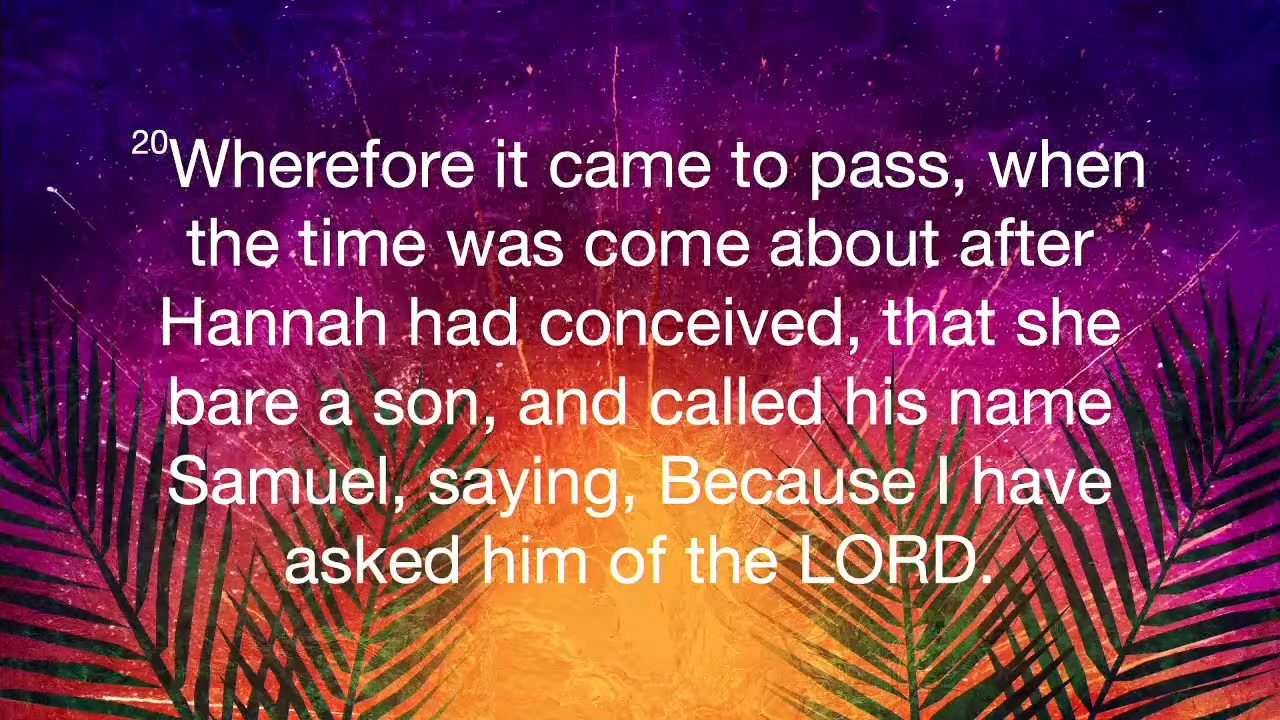 20Wherefore it came to pass, when
the time was come about after
Hannah had conceived, that she
bare a son, and called his name
Samuel, saying, Because I have
asked him of the LORD.